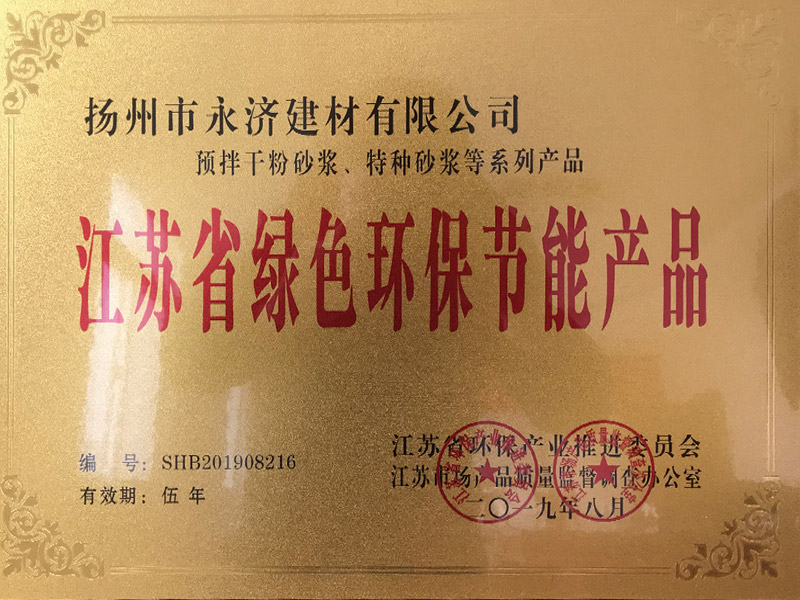 扬州市永济建材有限公司
预拌干粉砂浆、特种砂浆等系列产品
江苏省绿色环保节能产品
编 号：SHB201908216
有效期：伍年
江苏省环保产业推进委员会
江苏市场产品质量监督调查办公室
二〇一九年八月